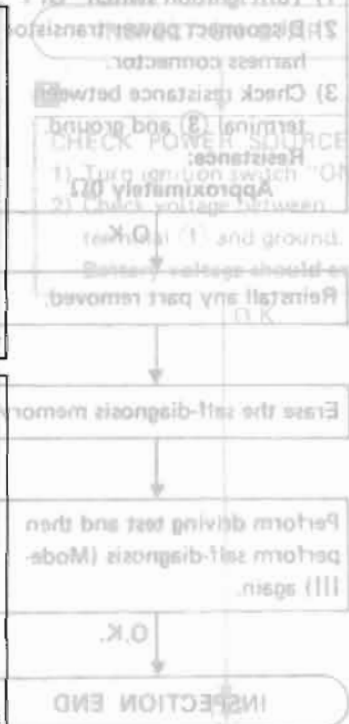 1) Turn ignition switch "OFF".
2) Disconnect power transistor
harness connector.
3) Check resistance between
terminal ③ and ground.
Resistance:
Approximately 0Ω
O.K.
Reinstall any part removed.
Erase the self-diagnosis memory
Perform driving test and then
perform self-diagnosis (Mode-
III) again.
O.K.
INSPECTION END
CHECK POWER SOURCE
1) Turn ignition switch "ON
2) Check voltage between
terminal ① and ground.
Battery voltage should
O.K.